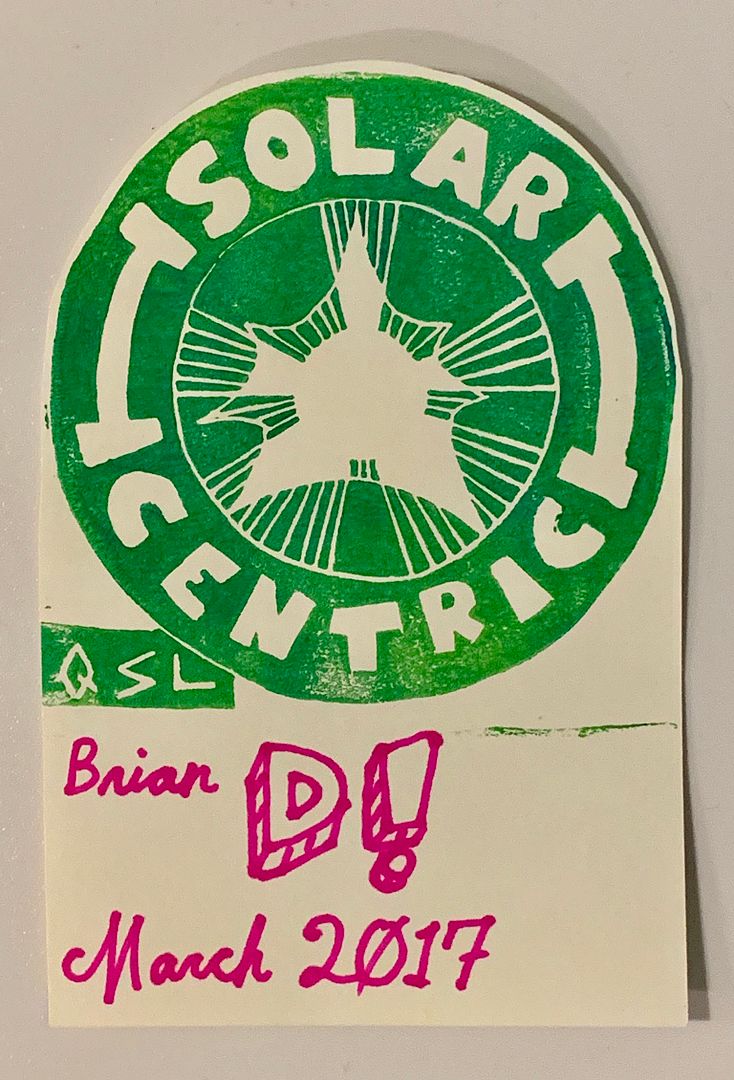 SOLAR
CENTRIC
QSL
Brian D!
March 2017